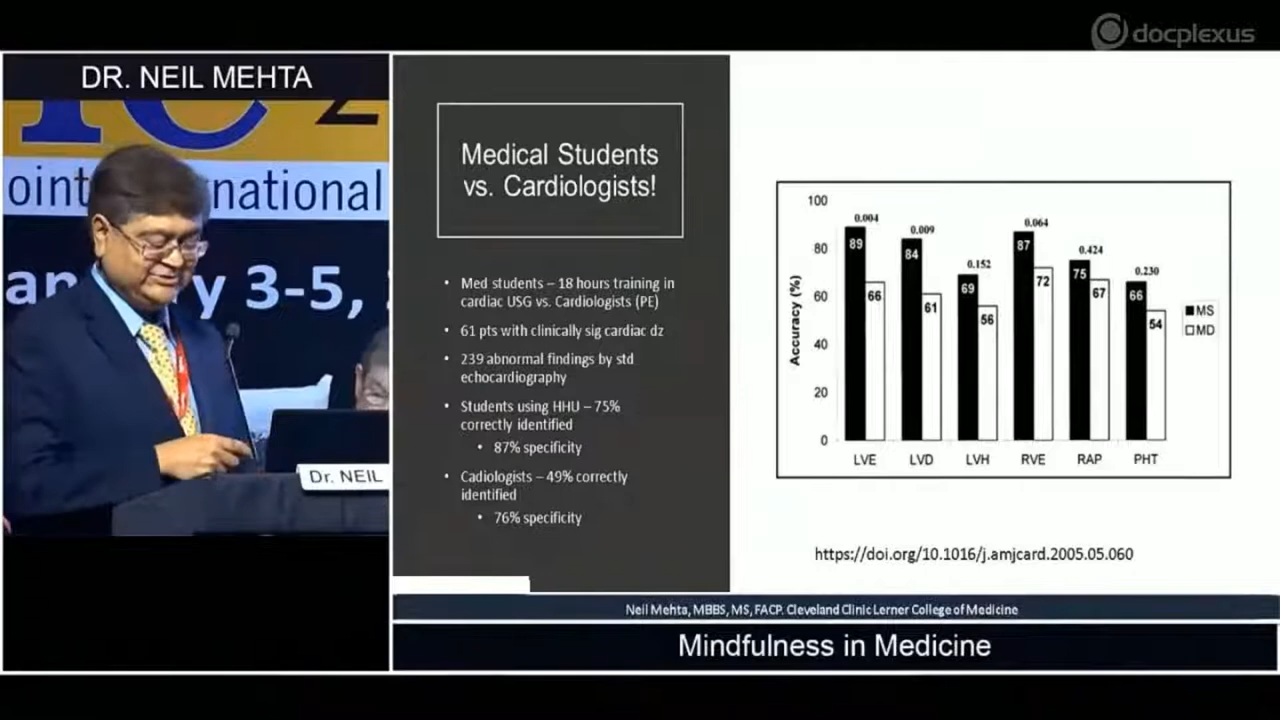 docplexus
DR. NEIL MEHTA
oint national
y 3-5,
Dr. NEIL
Medical Students
vs. Cardiologists!
• Med students – 18 hours training in
cardiac USG vs. Cardiologists (PE)
• 61 pts with clinically sig cardiac dz
• 239 abnormal findings by std
echocardiography
• Students using HHU – 75%
correctly identified
• 87% specificity
• Cadiologists – 49% correctly
identified
• 76% specificity
Accuracy (%)
100
80
60
40
20
0
0.004
89
66
0.009
84
61
0.152
69
56
0.064
87
72
0.424
75
67
0.230
66
54
LVE LVD LVH RVE RAP PHT
MS
MD
https://doi.org/10.1016/j.amjcard.2005.05.060
Neil Mehta, MBBS, MS, FACP. Cleveland Clinic Lerner College of Medicine
Mindfulness in Medicine